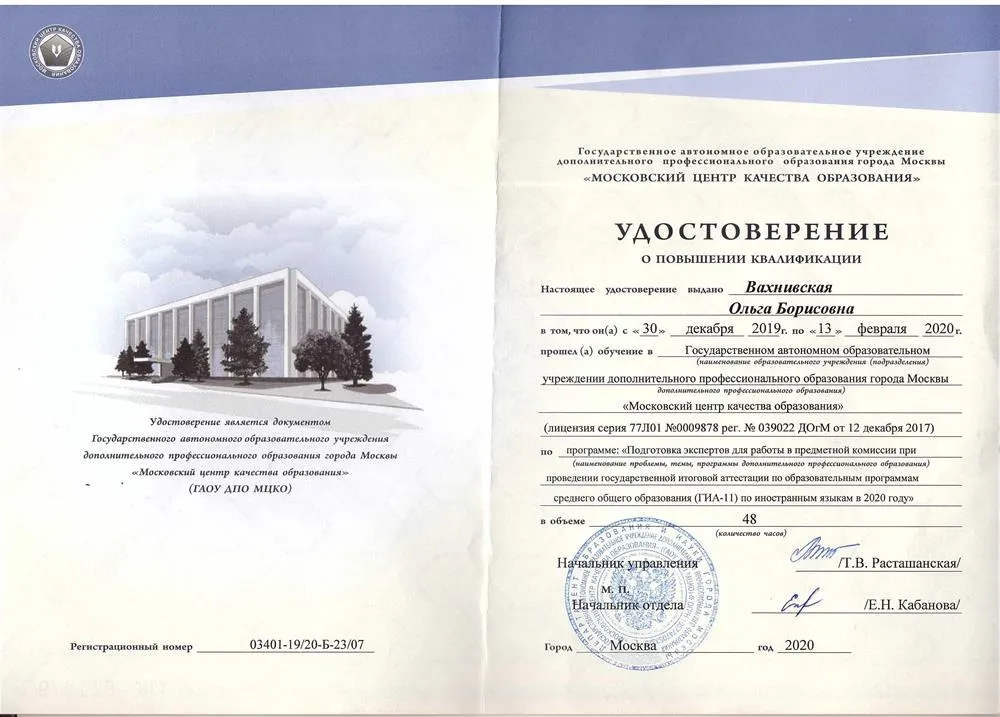 МОСКОВСКИЙ ЦЕНТР КАЧЕСТВА ОБРАЗОВАНИЯ
Удостоверение является документом
Государственного автономного образовательного учреждения
дополнительного профессионального образования города Москвы
«Московский центр качества образования»
(ГАОУ ДПО МЦКО)
Регистрационный номер 03401-19/20-Б-23/07
Государственное автономное образовательное учреждение
дополнительного профессионального образования города Москвы
«МОСКОВСКИЙ ЦЕНТР КАЧЕСТВА ОБРАЗОВАНИЯ»
УДОСТОВЕРЕНИЕ
О ПОВЫШЕНИИ КВАЛИФИКАЦИИ
Настоящее удостоверение выдано Вахнивская
Ольга Борисовна
в том, что он(а) с «30» декабря 2019г. по «13» февраля 2020г.
прошел(а) обучение в Государственном автономном образовательном
(наименование образовательного учреждения (подразделения)
учреждении дополнительного профессионального образования города Москвы
дополнительного профессионального образования)
«Московский центр качества образования»
(лицензия серия 77Л01 №0009878 рег. № 039022 ДОгМ от 12 декабря 2017)
по программе: «Подготовка экспертов для работы в предметной комиссии при
(наименование проблемы, темы, программы дополнительного профессионального образования)
проведении государственной итоговой аттестации по образовательным программам
среднего общего образования (ГИА-11) по иностранным языкам в 2020 году»
в объеме 48
(количество часов)
Начальник управления /Т.В. Расташанская/
М. П.
Начальник отдела /Е.Н. Кабанова/
Город Москва год 2020